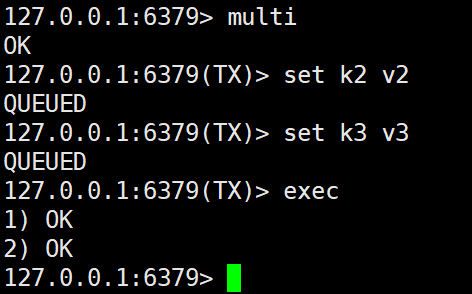 127.0.0.1:6379> multi
OK
127.0.0.1:6379(TX)> set k2 v2
QUEUED
127.0.0.1:6379(TX)> set k3 v3
QUEUED
127.0.0.1:6379(TX)> exec
1) OK
2) OK
127.0.0.1:6379>